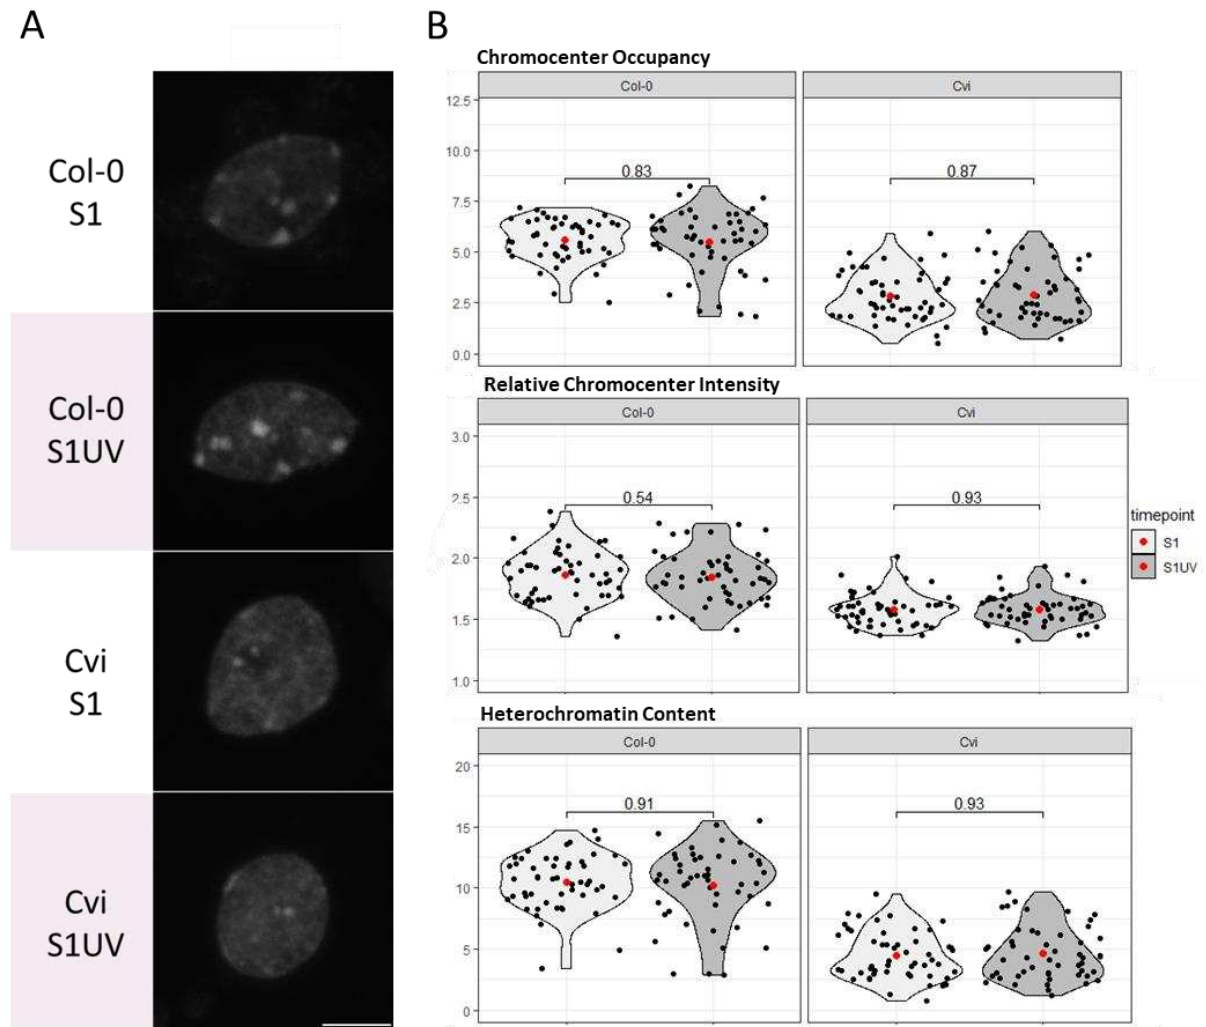 A
B
Col-0
S1
Col-0
S1UV
Cvi
S1
Cvi
S1UV
Chromocenter Occupancy
Col-0
Cvi
12.5
10.0
7.5
5.0
2.5
0.0
0.83
0.87
Relative Chromocenter Intensity
Col-0
Cvi
3.0
2.5
2.0
1.5
1.0
0.54
0.93
timepoint
S1
S1UV
Heterochromatin Content
Col-0
Cvi
20
15
10
5
0
0.91
0.93